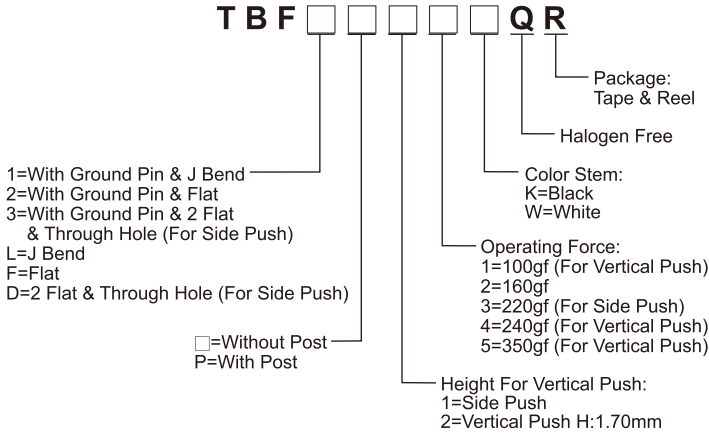 TBF□□□□□QR
Package:
Tape & Reel
Halogen Free
Color Stem:
K=Black
W=White
Operating Force:
1=100gf (For Vertical Push)
2=160gf
3=220gf (For Side Push)
4=240gf (For Vertical Push)
5=350gf (For Vertical Push)
Height For Vertical Push:
1=Side Push
2=Vertical Push H:1.70mm
□=Without Post
P=With Post
1=With Ground Pin & J Bend
2=With Ground Pin & Flat
3=With Ground Pin & 2 Flat
& Through Hole (For Side Push)
L=J Bend
F=Flat
D=2 Flat & Through Hole (For Side Push)